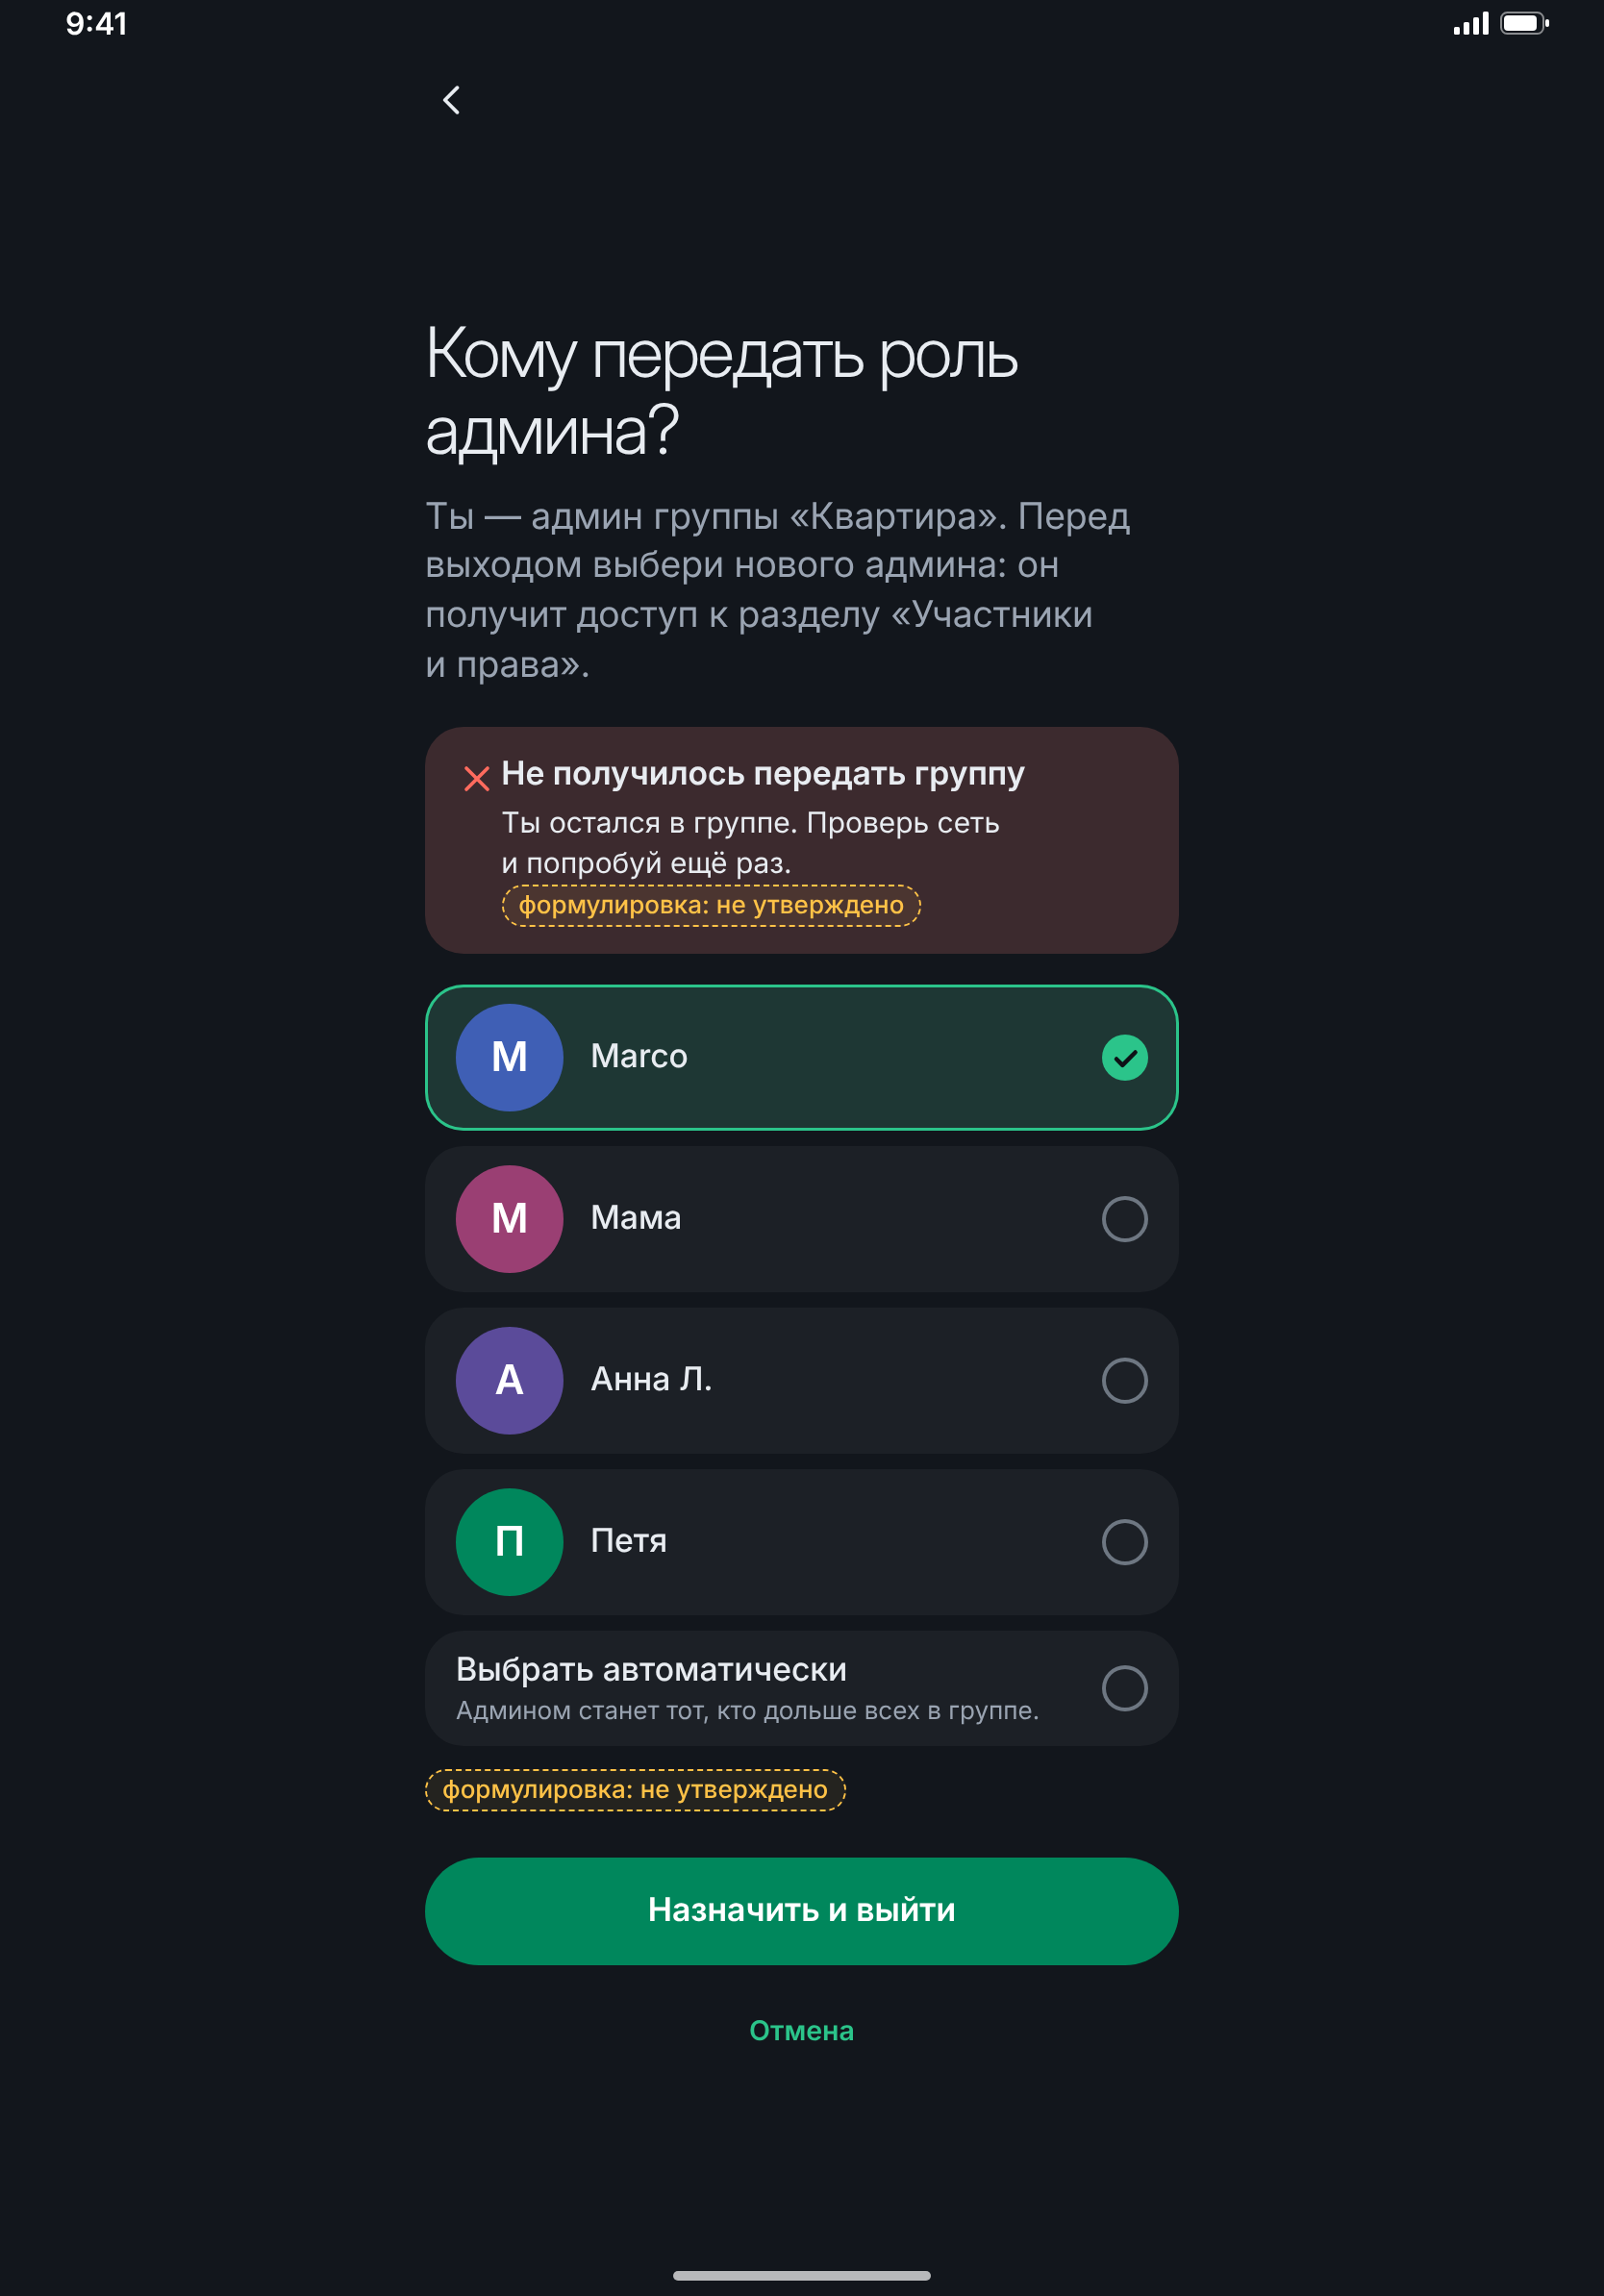 9:41
Кому передать роль
админа?
Ты — админ группы «Квартира». Перед
выходом выбери нового админа: он
получит доступ к разделу «Участники
и права».
Не получилось передать группу
Ты остался в группе. Проверь сеть
и попробуй ещё раз.
формулировка: не утверждено
M
Marco
М
Мама
А
Анна Л.
П
Петя
Выбрать автоматически
Админом станет тот, кто дольше всех в группе.
формулировка: не утверждено
Назначить и выйти
Отмена